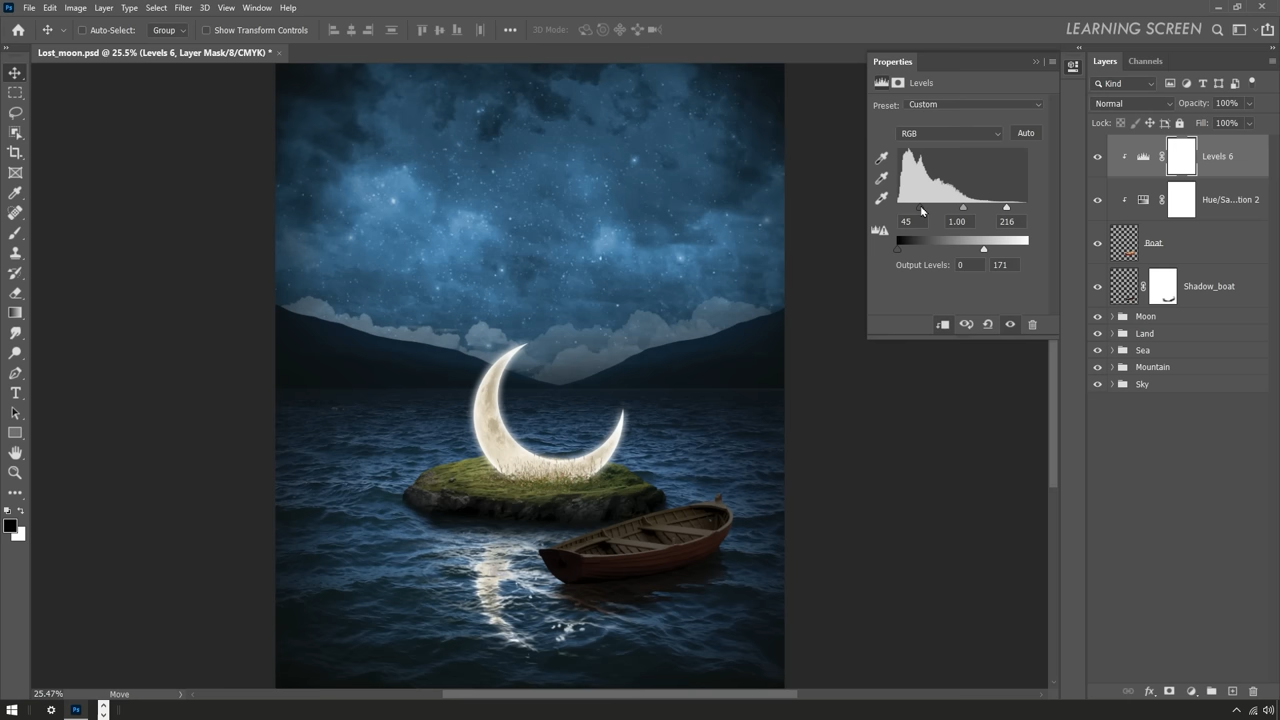 Ps File Edit Image Layer Type Select Filter 3D View Window Help
Auto-Select: Group Show Transform Controls 3D Mode: LEARNING SCREEN
Lost_moon.psd @ 25.5% (Levels 6, Layer Mask/8/CMYK) * ×
Properties
Levels
Preset: Custom
RGB Auto
45 1.00 216
Output Levels: 0 171
Layers Channels
Kind
Normal Opacity: 100%
Lock: Fill: 100%
Levels 6
Hue/Sa...tion 2
Boat
Shadow_boat
Moon
Land
Sea
Mountain
Sky
25.47% Move
Ps